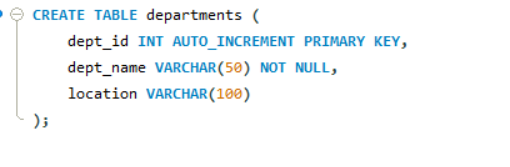 CREATE TABLE departments (
    dept_id INT AUTO_INCREMENT PRIMARY KEY,
    dept_name VARCHAR(50) NOT NULL,
    location VARCHAR(100)
);